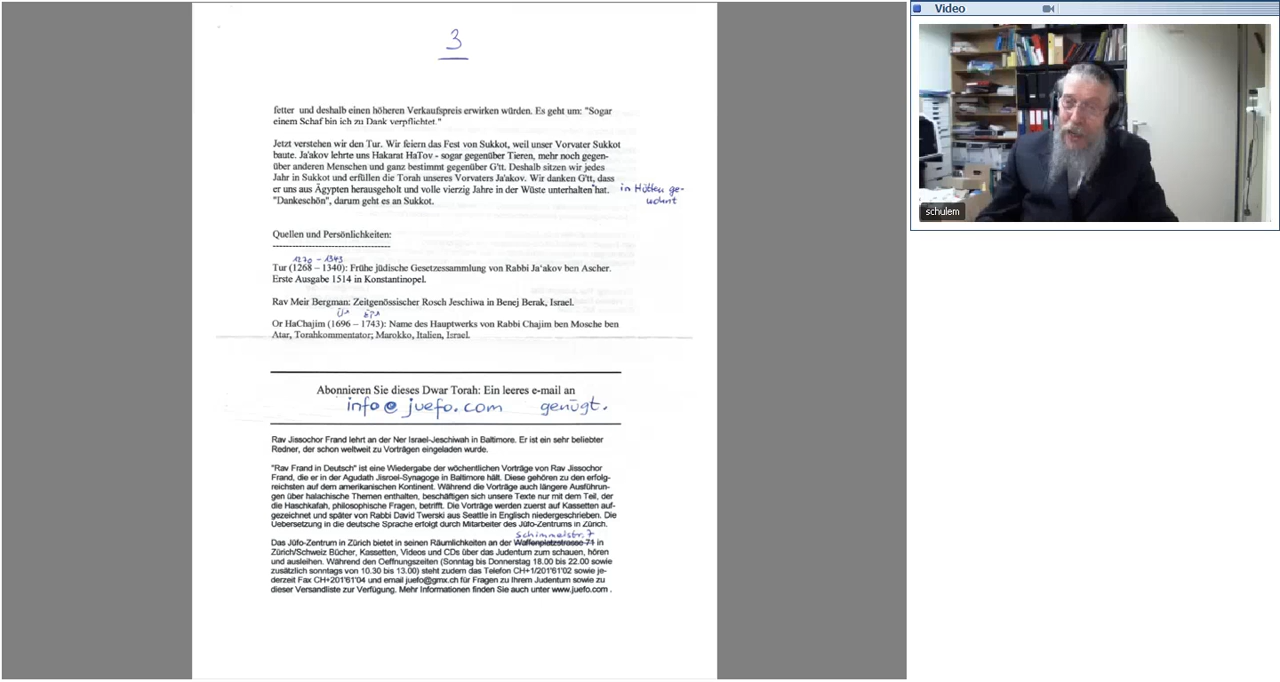 Video
schulem
3
fetter und deshalb einen höheren Verkaufspreis erwirken würden. Es geht um: "Sogar
einem Schaf bin ich zu Dank verpflichtet."
Jetzt verstehen wir den Tur. Wir feiern das Fest von Sukkot, weil unser Vorvater Sukkot
baute. Ja'akov lehrte uns Hakarat HaTov - sogar gegenüber Tieren, mehr noch gegen-
über anderen Menschen und ganz bestimmt gegenüber G'tt. Deshalb sitzen wir jedes
Jahr in Sukkot und erfüllen die Torah unseres Vorvaters Ja'akov. Wir danken G'tt, dass
er uns aus Ägypten herausgeholt und volle vierzig Jahre in der Wüste unterhalten hat. in Hütten ge-
"Dankeschön", darum geht es an Sukkot.
Quellen und Persönlichkeiten:
----------------------------------
1270 - 1343
Tur (1268 – 1340): Frühe jüdische Gesetzessammlung von Rabbi Ja'akov ben Ascher.
Erste Ausgabe 1514 in Konstantinopel.
Rav Meir Bergman: Zeitgenössischer Rosch Jeschiwa in Benej Berak, Israel.
Or HaChajim (1696 – 1743): Name des Hauptwerks von Rabbi Chajim ben Mosche ben
Atar, Torahkommentator; Marokko, Italien, Israel.
Abonnieren Sie dieses Dwar Torah: Ein leeres e-mail an
info@juefo.com genügt.
Rav Jissochor Frand lehrt an der Ner Israel-Jeschiwah in Baltimore. Er ist ein sehr beliebter
Redner, der schon weltweit zu Vorträgen eingeladen wurde.
"Rav Frand in Deutsch" ist eine Wiedergabe der wöchentlichen Vorträge von Rav Jissochor
Frand, die er in der Agudath Jisroel-Synagoge in Baltimore hält. Diese gehören zu den erfolg-
reichsten auf dem amerikanischen Kontinent. Während die Vorträge auch längere Ausführun-
gen über halachische Themen enthalten, beschäftigen sich unsere Texte nur mit dem Teil, der
die Haschkafah, philosophische Fragen, betrifft. Die Vorträge werden zuerst auf Kassetten auf-
gezeichnet und später von Rabbi David Twerski aus Seattle in Englisch niedergeschrieben. Die
Uebersetzung in die deutsche Sprache erfolgt durch Mitarbeiter des Jüfo-Zentrums in Zürich.
Schimmelstr. 7
Das Jüfo-Zentrum in Zürich bietet in seinen Räumlichkeiten an der Waffenplatzstrasse 71 in
Zürich/Schweiz Bücher, Kassetten, Videos und CDs über das Judentum zum schauen, hören
und ausleihen. Während den Oeffnungszeiten (Sonntag bis Donnerstag 18.00 bis 22.00 sowie
zusätzlich sonntags von 10.30 bis 13.00) steht zudem das Telefon CH+1/201'61'02 sowie je-
derzeit Fax CH+201'61'04 und email juefo@gmx.ch für Fragen zu Ihrem Judentum sowie zu
dieser Versandliste zur Verfügung. Mehr Informationen finden Sie auch unter www.juefo.com .